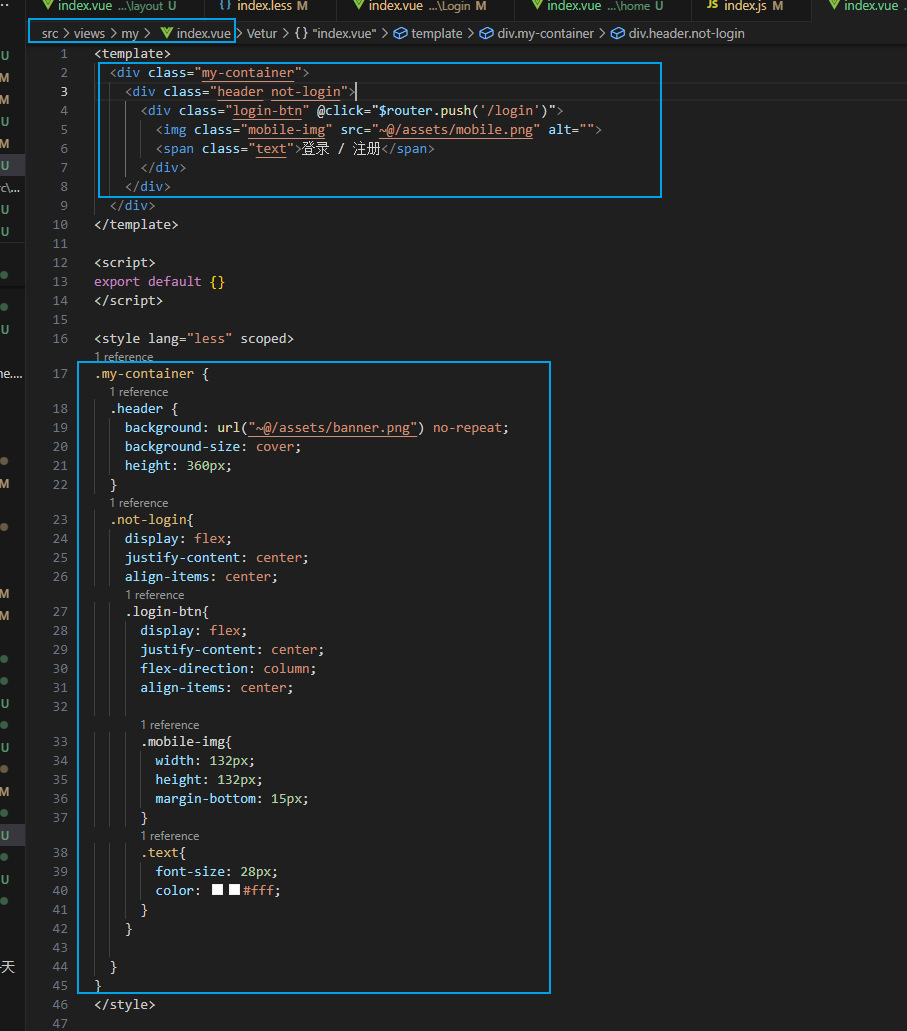 index.vue ...\layout U
index.less M
index.vue ...\Login M
index.vue ...\home U
JS index.js M
index.vue
src > views > my > index.vue > Vetur > {} "index.vue" > template > div.my-container > div.header.not-login
1 <template>
2 <div class="my-container">
3 <div class="header not-login">
4 <div class="login-btn" @click="$router.push('/login')">
5 <img class="mobile-img" src="~@/assets/mobile.png" alt="">
6 <span class="text">登录 / 注册</span>
7 </div>
8 </div>
9 </div>
10 </template>
11
12 <script>
13 export default {}
14 </script>
15
16 <style lang="less" scoped>
1 reference
17 .my-container {
1 reference
18 .header {
19 background: url("~@/assets/banner.png") no-repeat;
20 background-size: cover;
21 height: 360px;
22 }
1 reference
23 .not-login{
24 display: flex;
25 justify-content: center;
26 align-items: center;
1 reference
27 .login-btn{
28 display: flex;
29 justify-content: center;
30 flex-direction: column;
31 align-items: center;
32
1 reference
33 .mobile-img{
34 width: 132px;
35 height: 132px;
36 margin-bottom: 15px;
37 }
1 reference
38 .text{
39 font-size: 28px;
40 color: #fff;
41 }
42 }
43
44 }
45 }
46 </style>
47